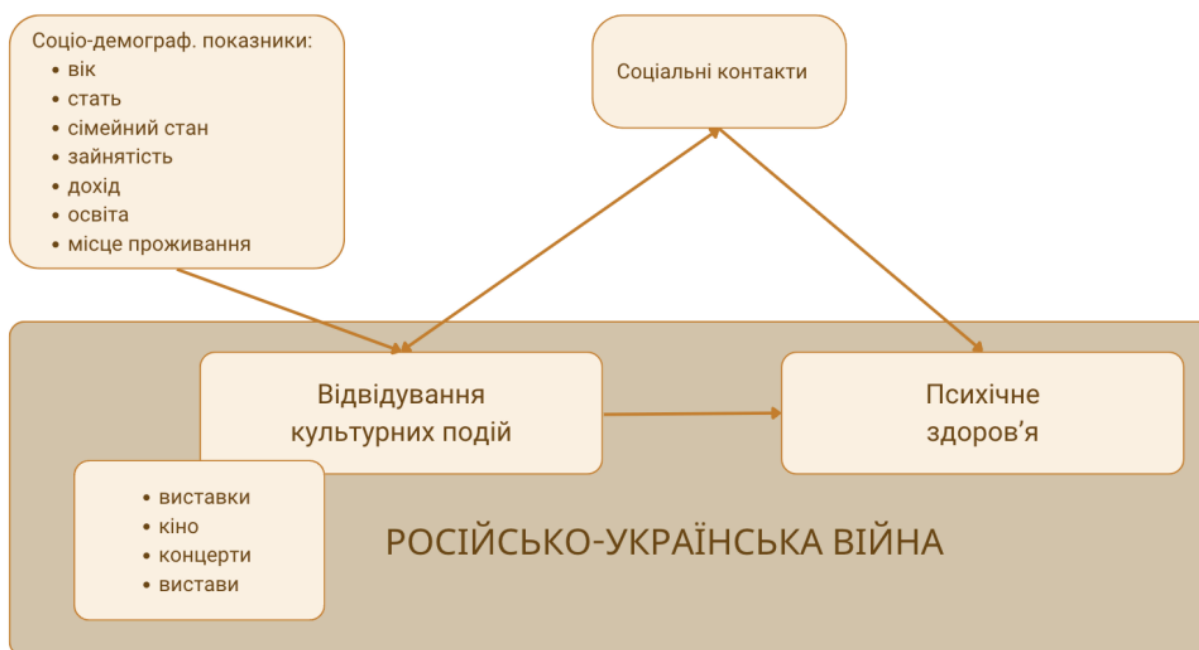 Соціо-демограф. показники:
• вік
• стать
• сімейний стан
• зайнятість
• дохід
• освіта
• місце проживання
Соціальні контакти
Відвідування
культурних подій
Психічне
здоров’я
• виставки
• кіно
• концерти
• вистави
РОСІЙСЬКО-УКРАЇНСЬКА ВІЙНА